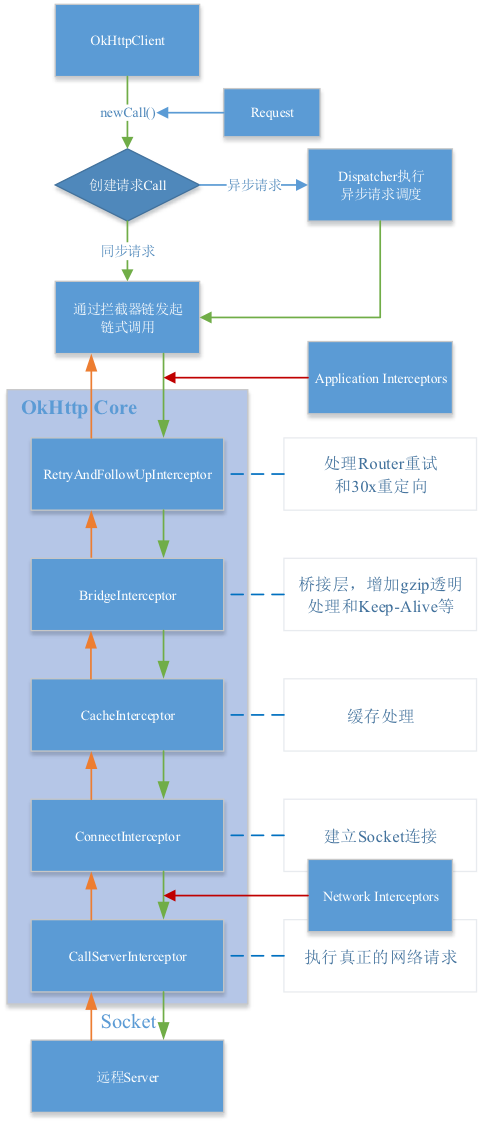 OkHttpClient
newCall()
Request
创建请求Call
异步请求
Dispatcher执行
异步请求调度
同步请求
通过拦截器链发起
链式调用
Application Interceptors
OkHttp Core
RetryAndFollowUpInterceptor
处理Router重试
和30x重定向
BridgeInterceptor
桥接层，增加gzip透明
处理和Keep-Alive等
CacheInterceptor
缓存处理
ConnectInterceptor
建立Socket连接
Network Interceptors
CallServerInterceptor
执行真正的网络请求
Socket
远程Server